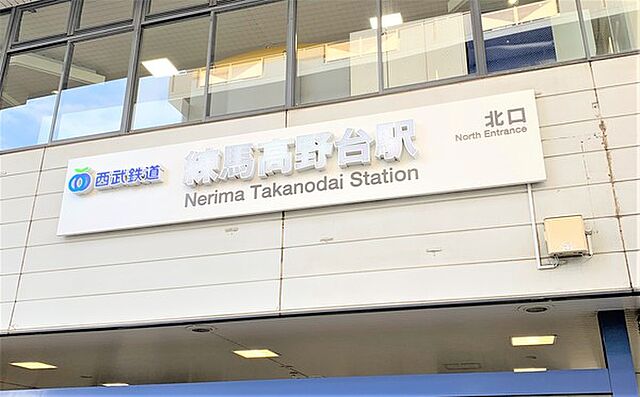 西武鉄道
練馬高野台駅
Nerima Takanodai Station
北口
North Entrance